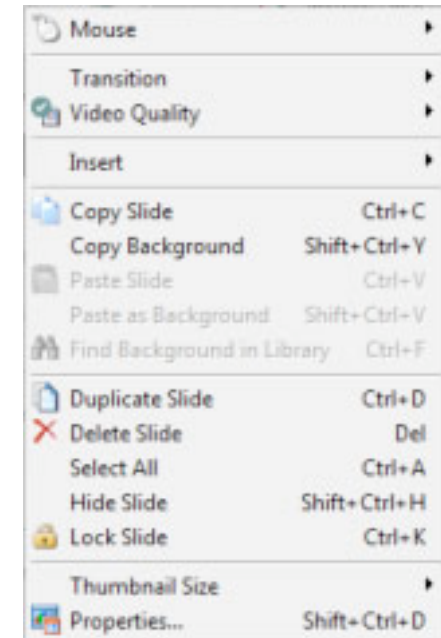 Mouse
Transition
Video Quality
Insert
Copy Slide Ctrl+C
Copy Background Shift+Ctrl+Y
Paste Slide Ctrl+V
Paste as Background Shift+Ctrl+V
Find Background in Library Ctrl+F
Duplicate Slide Ctrl+D
Delete Slide Del
Select All Ctrl+A
Hide Slide Shift+Ctrl+H
Lock Slide Ctrl+K
Thumbnail Size
Properties... Shift+Ctrl+D